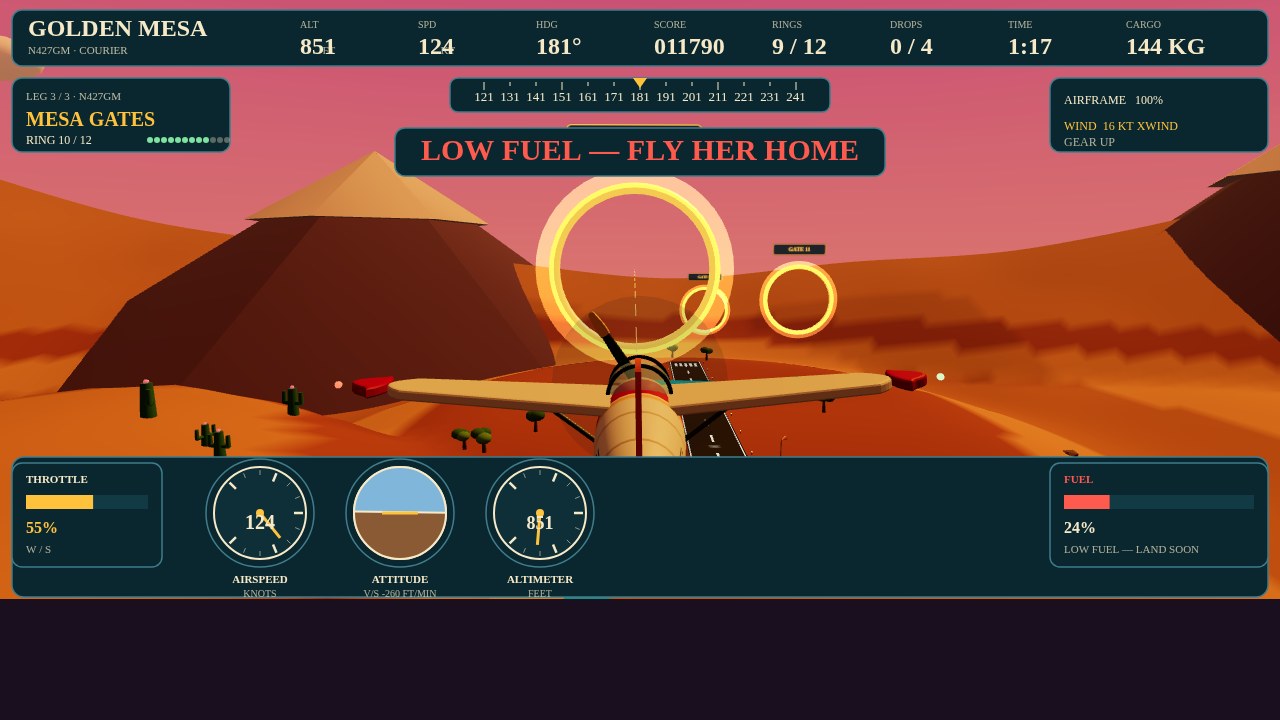 GOLDEN MESA
N427GM · COURIER
ALT
851
SPD
124
HDG
181°
SCORE
011790
RINGS
9 / 12
DROPS
0 / 4
TIME
1:17
CARGO
144 KG
LEG 3 / 3 · N427GM
MESA GATES
RING 10 / 12
121 131 141 151 161 171 181 191 201 211 221 231 241
AIRFRAME 100%
WIND 16 KT XWIND
GEAR UP
LOW FUEL — FLY HER HOME
GATE 11
THROTTLE
55%
W / S
124
AIRSPEED
KNOTS
ATTITUDE
V/S -260 FT/MIN
851
ALTIMETER
FEET
FUEL
24%
LOW FUEL — LAND SOON